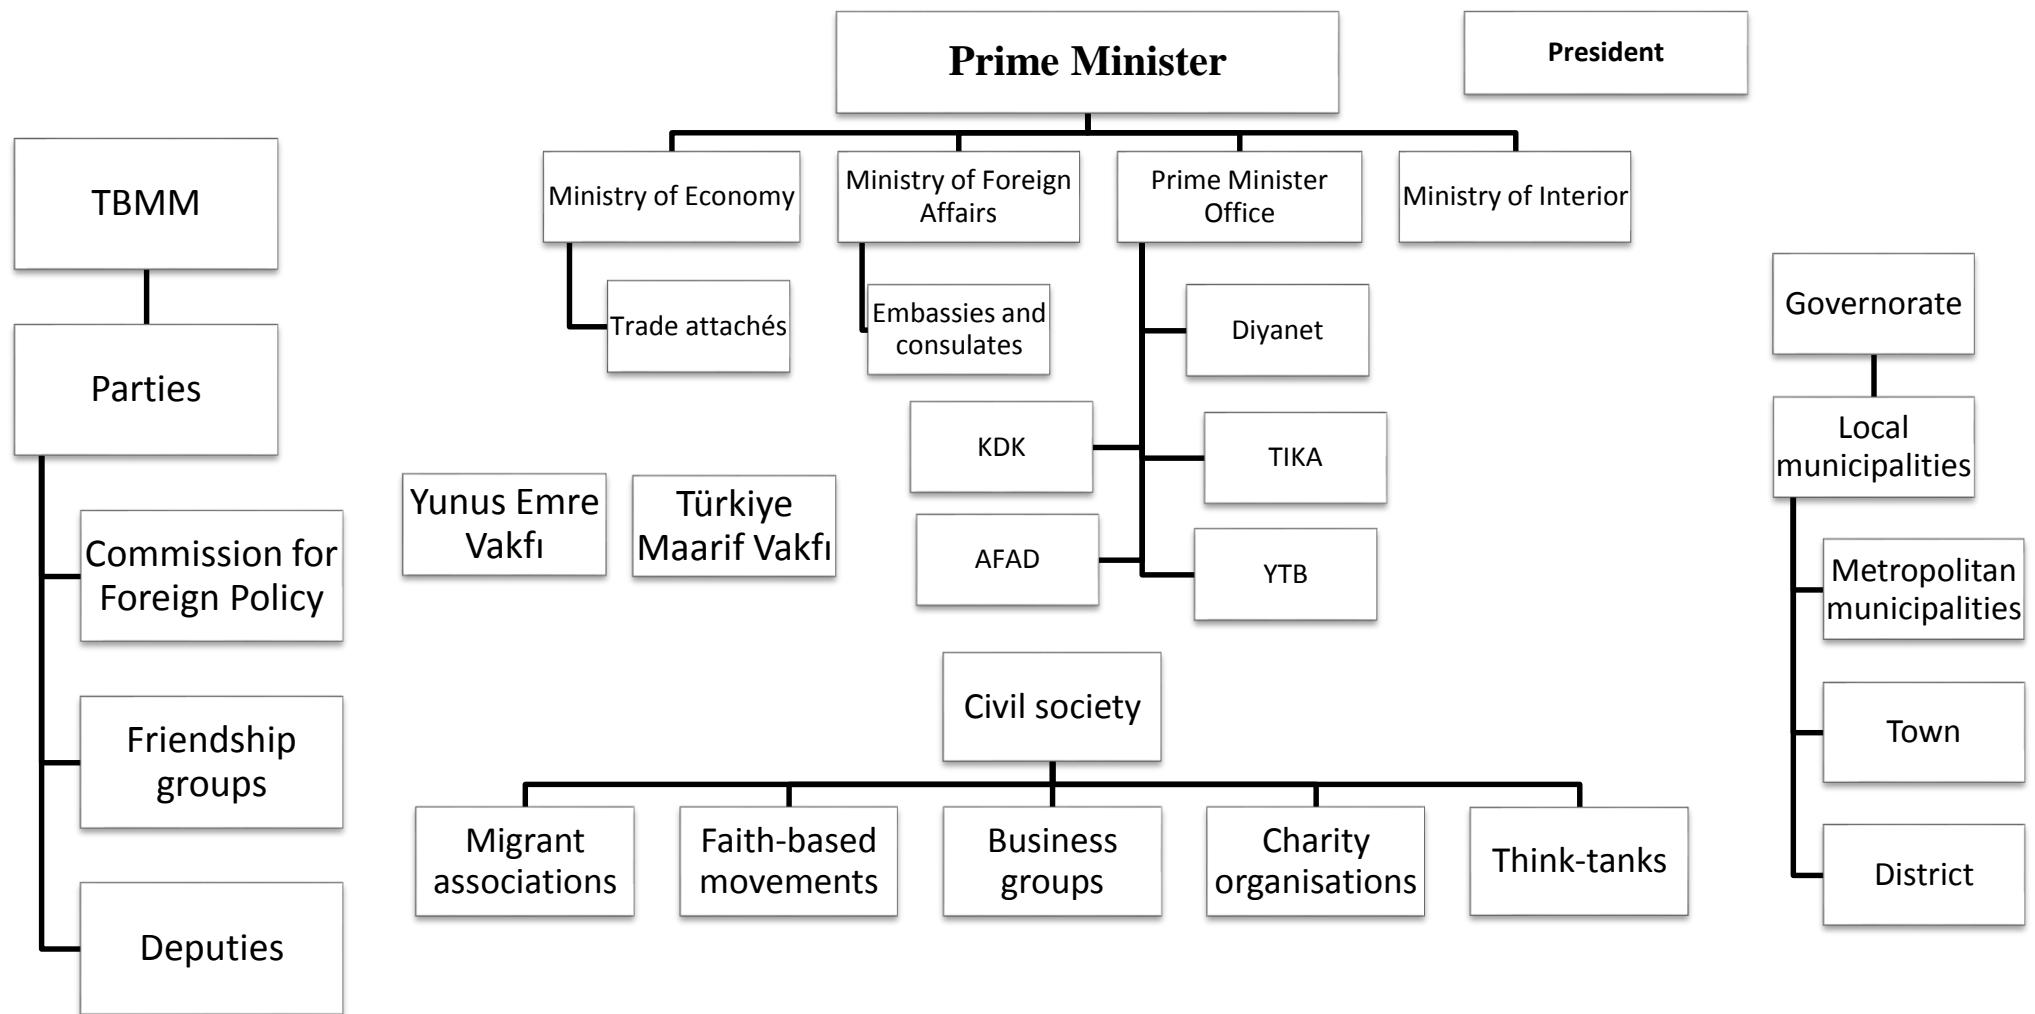 Prime Minister
President
TBMM
Parties
Commission for
Foreign Policy
Friendship
groups
Deputies
Ministry of Economy
Trade attachés
Ministry of Foreign
Affairs
Embassies and
consulates
Prime Minister
Office
Diyanet
KDK
TIKA
AFAD
YTB
Ministry of Interior
Yunus Emre
Vakfı
Türkiye
Maarif Vakfı
Civil society
Migrant
associations
Faith-based
movements
Business
groups
Charity
organisations
Think-tanks
Governorate
Local
municipalities
Metropolitan
municipalities
Town
District